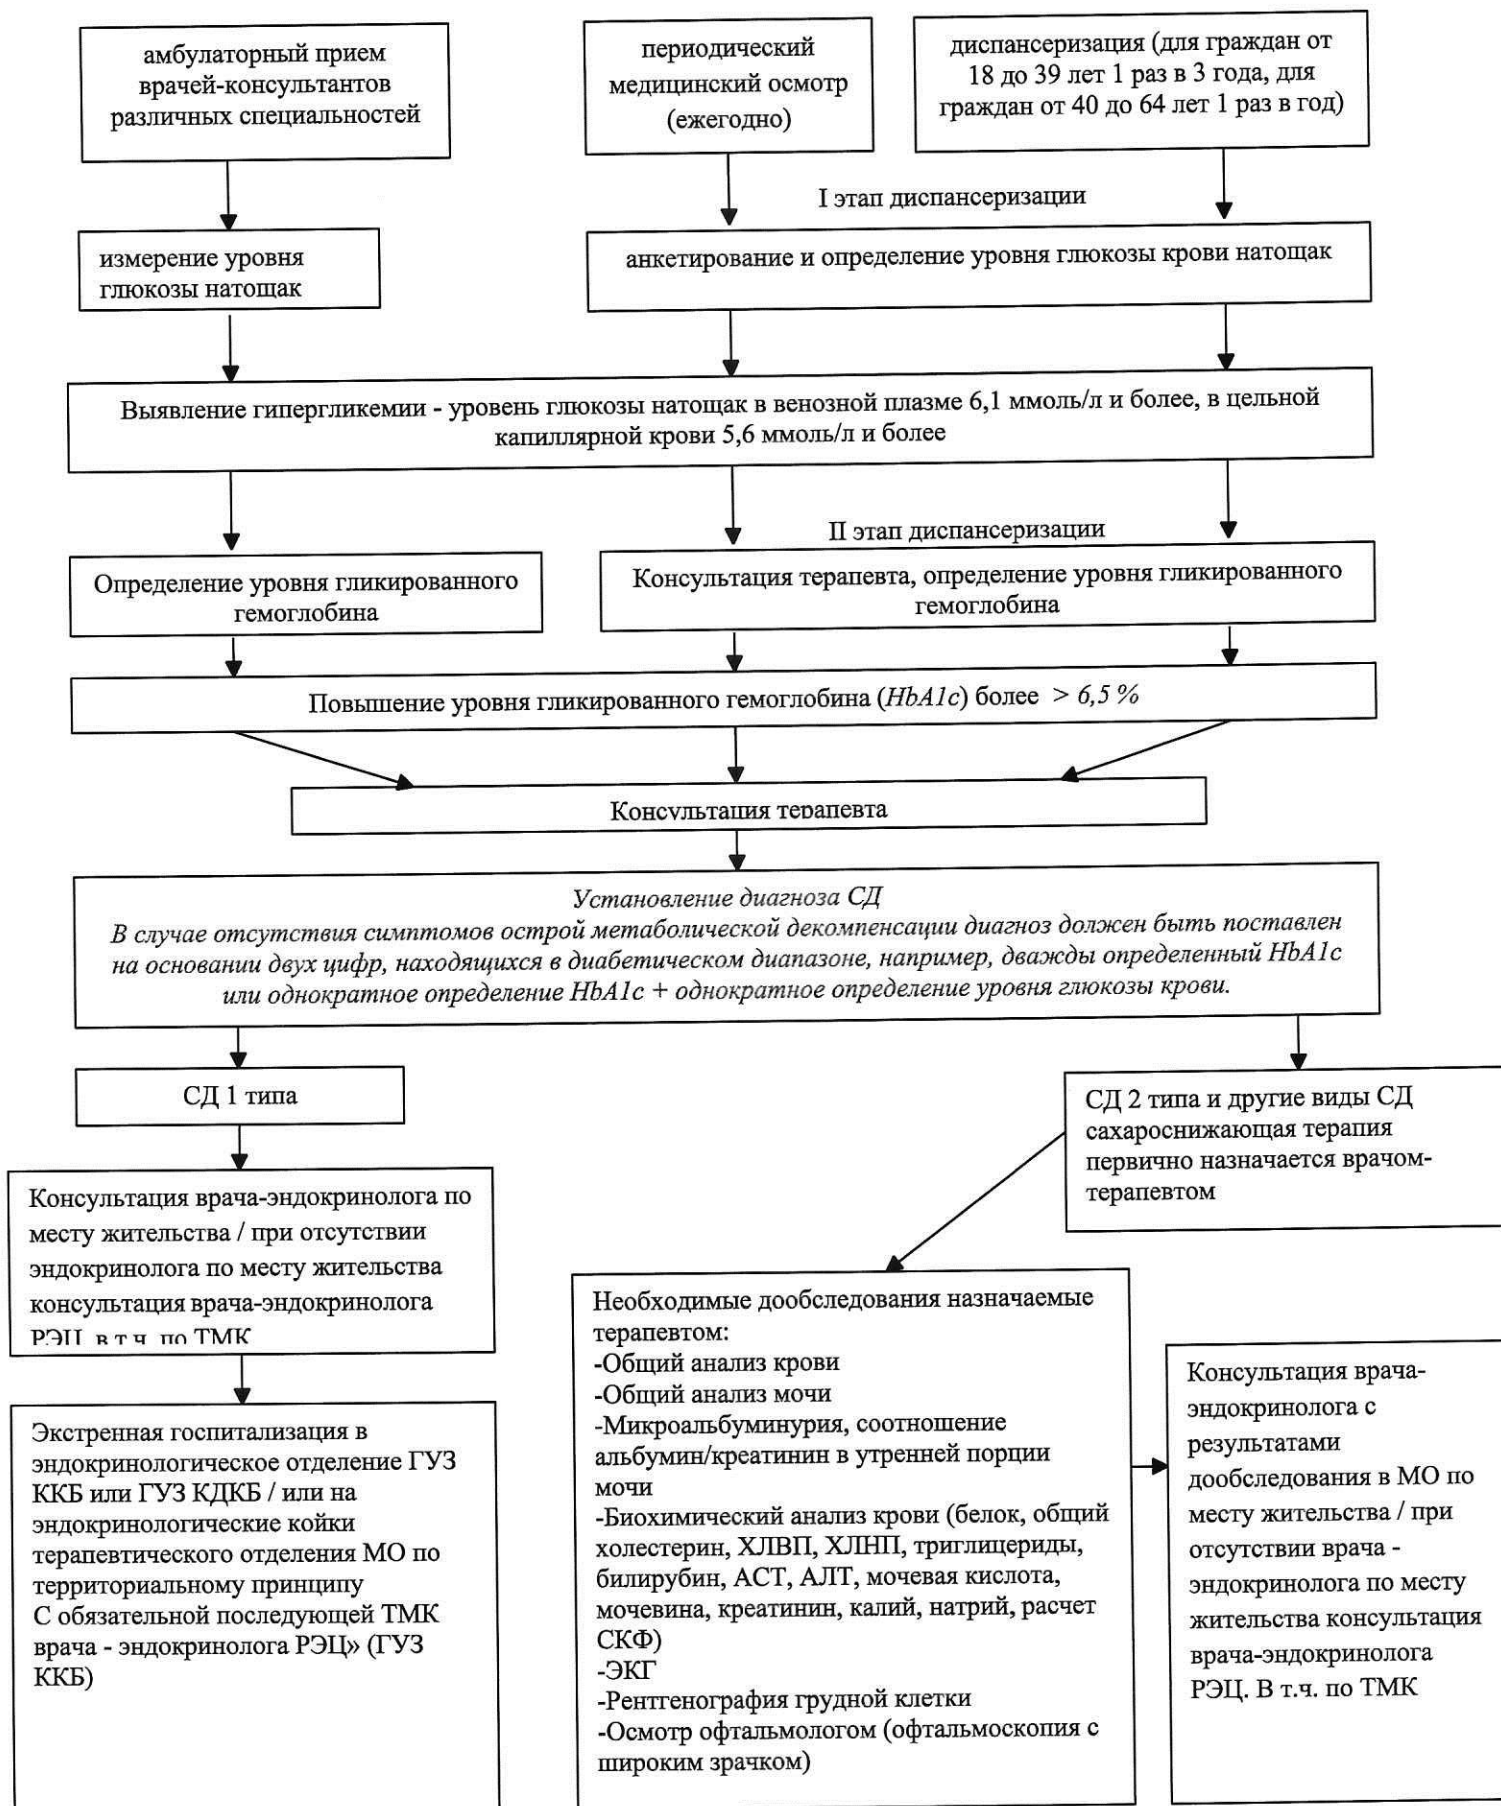 амбулаторный прием
врачей-консультантов
различных специальностей
периодический
медицинский осмотр
(ежегодно)
диспансеризация (для граждан от
18 до 39 лет 1 раз в 3 года, для
граждан от 40 до 64 лет 1 раз в год)
I этап диспансеризации
измерение уровня
глюкозы натощак
анкетирование и определение уровня глюкозы крови натощак
Выявление гипергликемии - уровень глюкозы натощак в венозной плазме 6,1 ммоль/л и более, в цельной
капиллярной крови 5,6 ммоль/л и более
II этап диспансеризации
Определение уровня гликированного
гемоглобина
Консультация терапевта, определение уровня гликированного
гемоглобина
Повышение уровня гликированного гемоглобина (HbA1c) более > 6,5 %
Консультация терапевта
Установление диагноза СД
В случае отсутствия симптомов острой метаболической декомпенсации диагноз должен быть поставлен
на основании двух цифр, находящихся в диабетическом диапазоне, например, дважды определенный HbA1c
или однократное определение HbA1c + однократное определение уровня глюкозы крови.
СД 1 типа
Консультация врача-эндокринолога по
месту жительства / при отсутствии
эндокринолога по месту жительства
консультация врача-эндокринолога
РЭЦ, в т.ч. по ТМК
Экстренная госпитализация в
эндокринологическое отделение ГУЗ
ККБ или ГУЗ КДКБ / или на
эндокринологические койки
терапевтического отделения МО по
территориальному принципу
С обязательной последующей ТМК
врача - эндокринолога РЭЦ» (ГУЗ
ККБ)
СД 2 типа и другие виды СД
сахароснижающая терапия
первично назначается врачом-
терапевтом
Необходимые дообследования назначаемые
терапевтом:
-Общий анализ крови
-Общий анализ мочи
-Микроальбуминурия, соотношение
альбумин/креатинин в утренней порции
мочи
-Биохимический анализ крови (белок, общий
холестерин, ХЛВП, ХЛНП, триглицериды,
билирубин, АСТ, АЛТ, мочевая кислота,
мочевина, креатинин, калий, натрий, расчет
СКФ)
-ЭКГ
-Рентгенография грудной клетки
-Осмотр офтальмологом (офтальмоскопия с
широким зрачком)
Консультация врача-
эндокринолога с
результатами
дообследования в МО по
месту жительства / при
отсутствии врача -
эндокринолога по месту
жительства консультация
врача-эндокринолога
РЭЦ. В т.ч. по ТМК